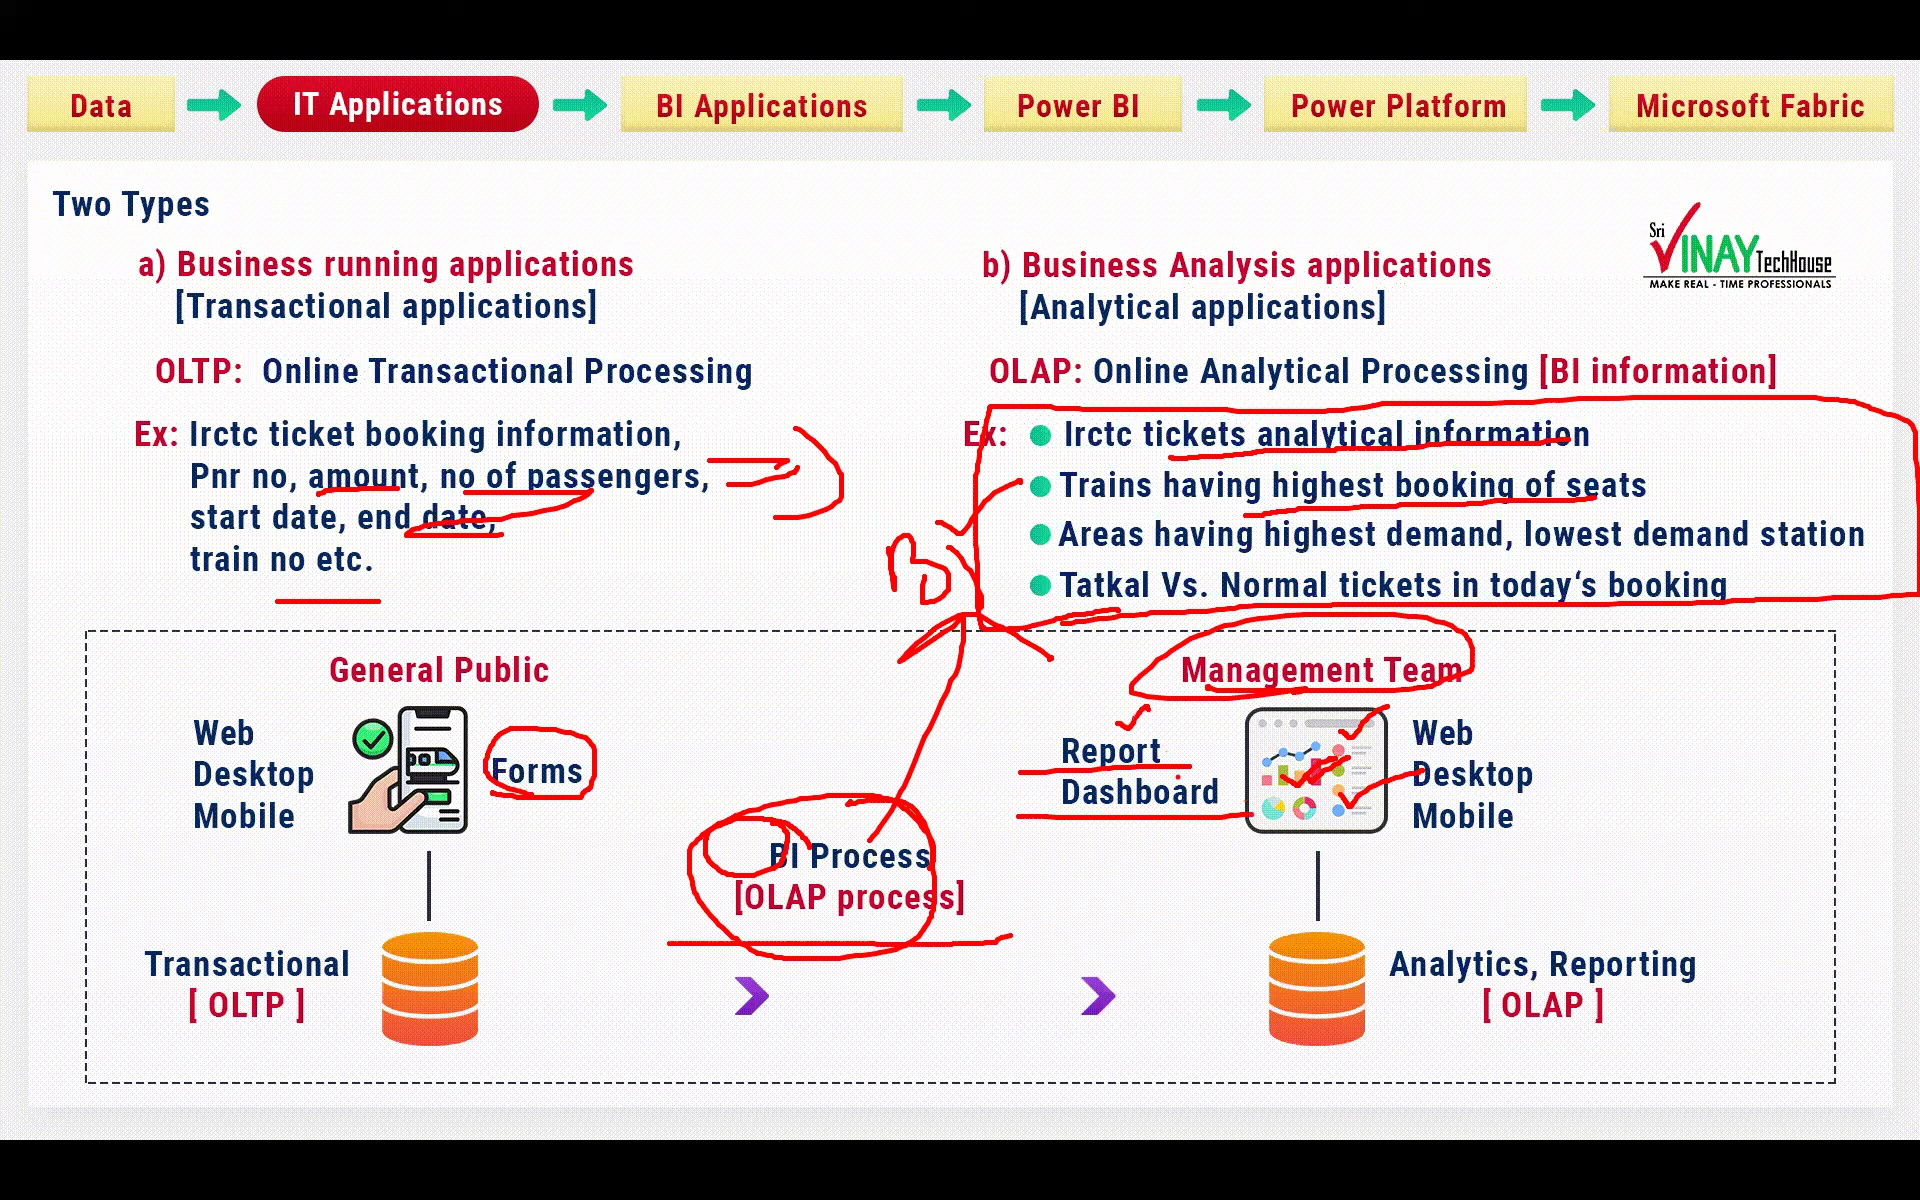 Data
IT Applications
BI Applications
Power BI
Power Platform
Microsoft Fabric
Two Types
Sri
VINAY TechHouse
MAKE REAL - TIME PROFESSIONALS
a) Business running applications
[Transactional applications]
OLTP: Online Transactional Processing
Ex: Irctc ticket booking information,
Pnr no, amount, no of passengers,
start date, end date,
train no etc.
b) Business Analysis applications
[Analytical applications]
OLAP: Online Analytical Processing [BI information]
Ex: Irctc tickets analytical information
Trains having highest booking of seats
Areas having highest demand, lowest demand station
Tatkal Vs. Normal tickets in today‘s booking
General Public
Web
Desktop
Mobile
Forms
Transactional
[ OLTP ]
BI Process
[OLAP process]
Management Team
Report
Dashboard
Web
Desktop
Mobile
Analytics, Reporting
[ OLAP ]